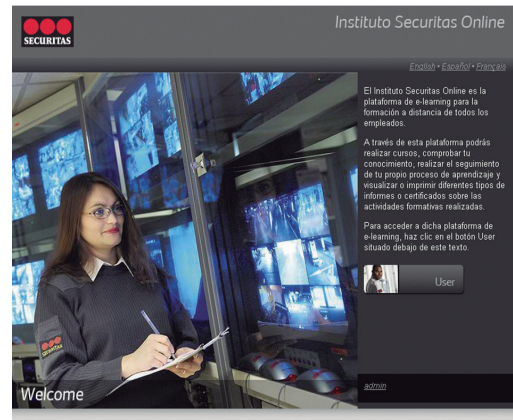 SECURITAS
Instituto Securitas Online
English • Español • Français
El Instituto Securitas Online es la
plataforma de e-learning para la
formación a distancia de todos los
empleados.
A través de esta plataforma podrás
realizar cursos, comprobar tu
conocimiento, realizar el seguimiento
de tu propio proceso de aprendizaje y
visualizar o imprimir diferentes tipos de
informes o certificados sobre las
actividades formativas realizadas.
Para acceder a dicha plataforma de
e-learning, haz clic en el botón User
situado debajo de este texto.
User
SECURITAS
Welcome
admin